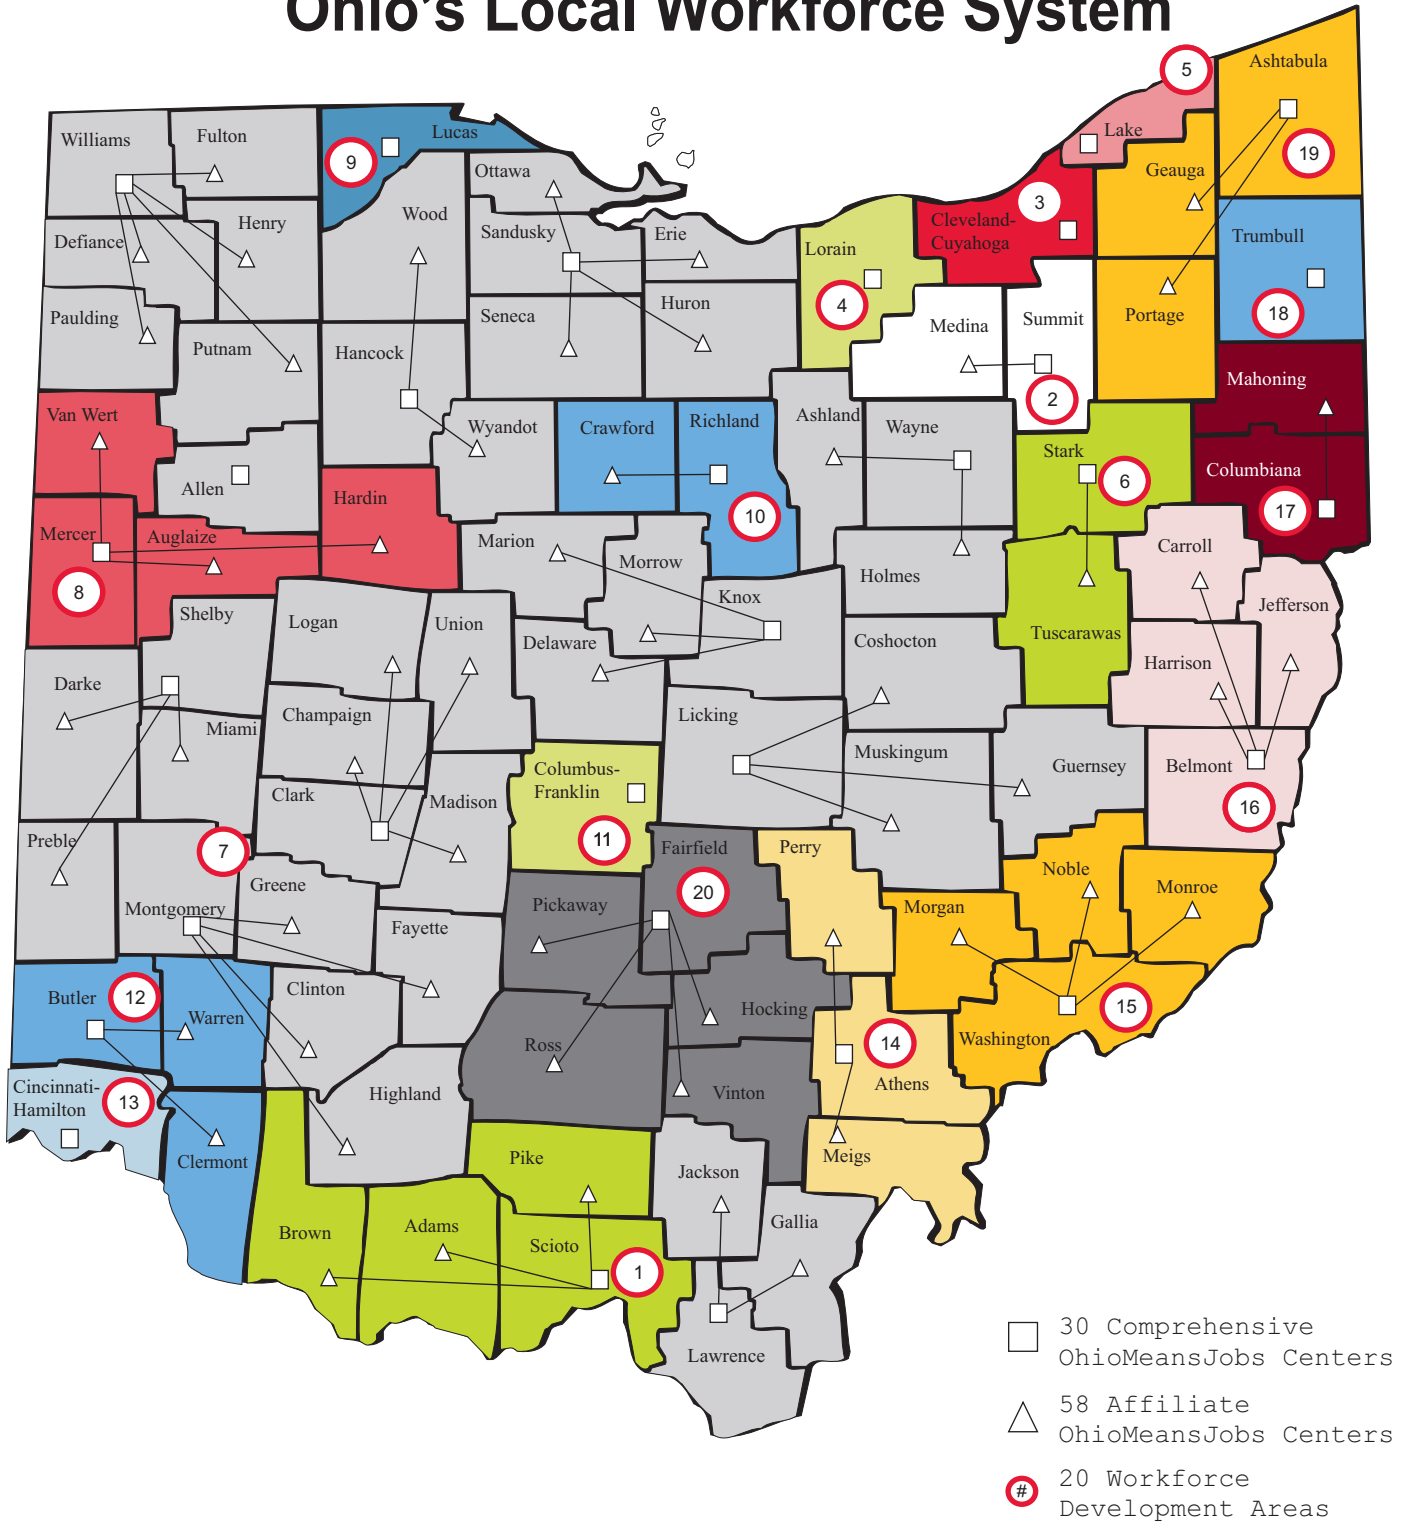 Ohio's Local Workforce System
5
Ashtabula
Williams
Fulton
Lucas
9
Lake
19
Ottawa
Geauga
Defiance
Henry
Wood
Sandusky
Erie
3
Cleveland-
Cuyahoga
Lorain
Trumbull
Paulding
Putnam
Hancock
Seneca
Huron
4
Medina
Summit
Portage
18
Mahoning
2
Van Wert
Allen
Wyandot
Crawford
Richland
Ashland
Wayne
Stark
6
Columbiana
17
Hardin
10
Mercer
Auglaize
8
Marion
Morrow
Holmes
Carroll
Jefferson
Shelby
Logan
Union
Delaware
Knox
Coshocton
Tuscarawas
Harrison
Darke
Miami
Champaign
Licking
Muskingum
Guernsey
Belmont
16
Clark
Madison
Columbus-
Franklin
11
Preble
7
Montgomery
Greene
Fayette
Pickaway
Fairfield
20
Perry
Morgan
Noble
Monroe
Butler
12
Warren
Clinton
Ross
Hocking
14
Athens
Washington
15
Cincinnati-
Hamilton
13
Clermont
Highland
Vinton
Meigs
Pike
Jackson
Gallia
Brown
Adams
Scioto
1
Lawrence
30 Comprehensive
OhioMeansJobs Centers
58 Affiliate
OhioMeansJobs Centers
#
20 Workforce
Development Areas